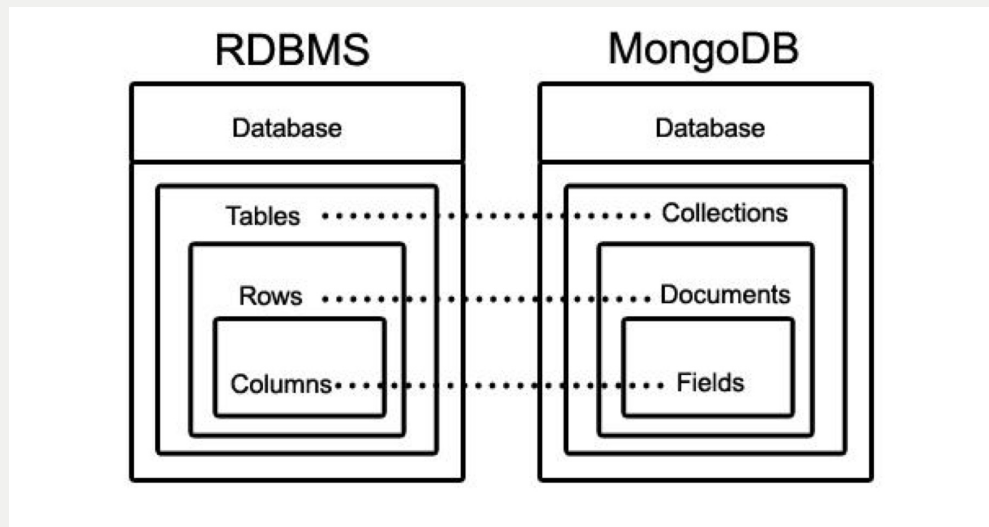 RDBMS
MongoDB
Database
Database
Tables
Collections
Rows
Documents
Columns
Fields